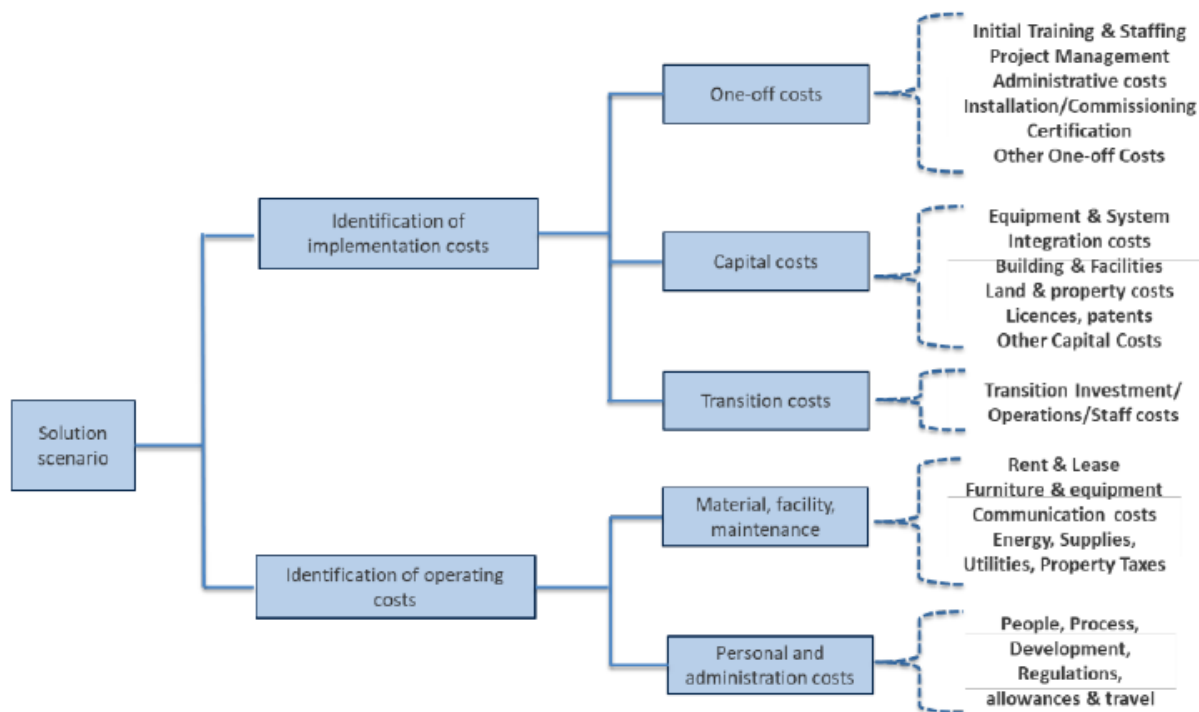 Solution
scenario
Identification of
implementation costs
One-off costs
Initial Training & Staffing
Project Management
Administrative costs
Installation/Commissioning
Certification
Other One-off Costs
Capital costs
Equipment & System
Integration costs
Building & Facilities
Land & property costs
Licences, patents
Other Capital Costs
Transition costs
Transition Investment/
Operations/Staff costs
Identification of operating
costs
Material, facility,
maintenance
Rent & Lease
Furniture & equipment
Communication costs
Energy, Supplies,
Utilities, Property Taxes
Personal and
administration costs
People, Process,
Development,
Regulations,
allowances & travel